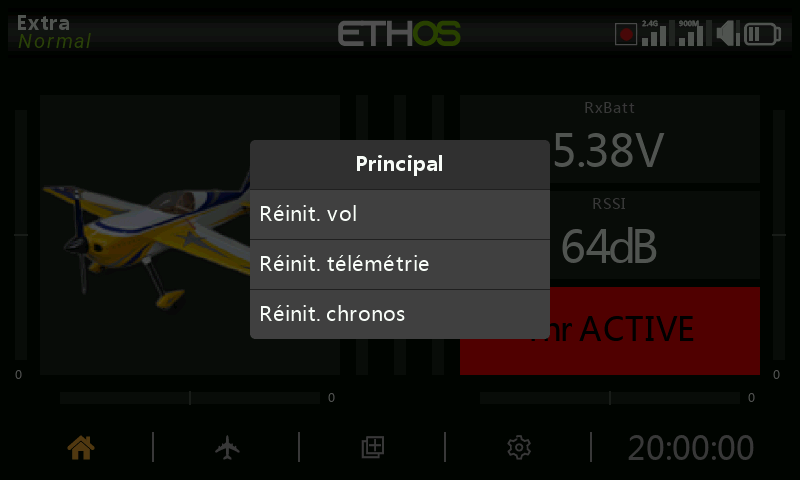 Extra
Normal
ETHOS
2.4G
900M
RxBatt
5.38V
Principal
Réinit. vol
RSSI
64dB
Réinit. télémétrie
Réinit. chronos
ACTIVE
0
0
0
0
20:00:00